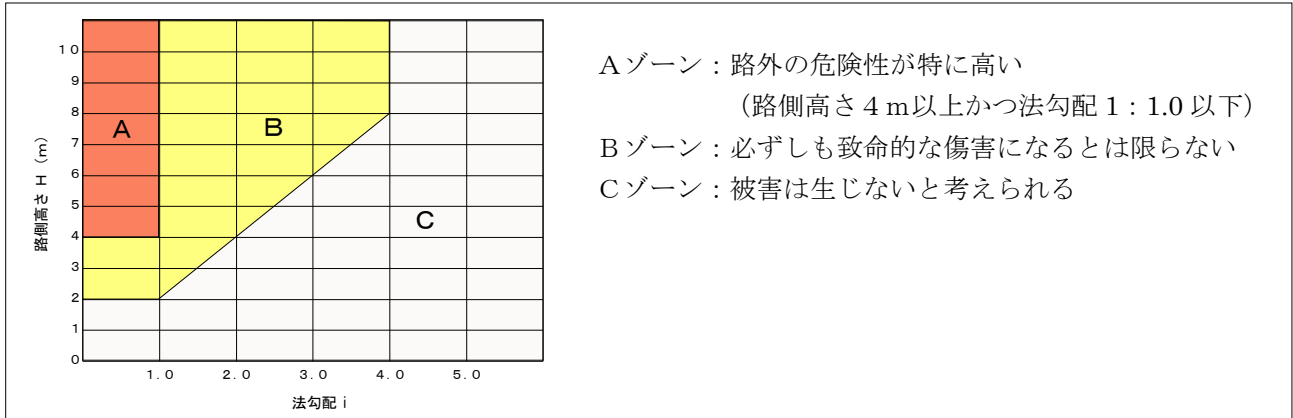 10
9
8
7
6
5
4
3
2
1
0
A
B
C
路側高さ H (m)
1.0 2.0 3.0 4.0 5.0
法勾配 i
Aゾーン：路外の危険性が特に高い
（路側高さ４ｍ以上かつ法勾配 1：1.0 以下）
Bゾーン：必ずしも致命的な傷害になるとは限らない
Cゾーン：被害は生じないと考えられる